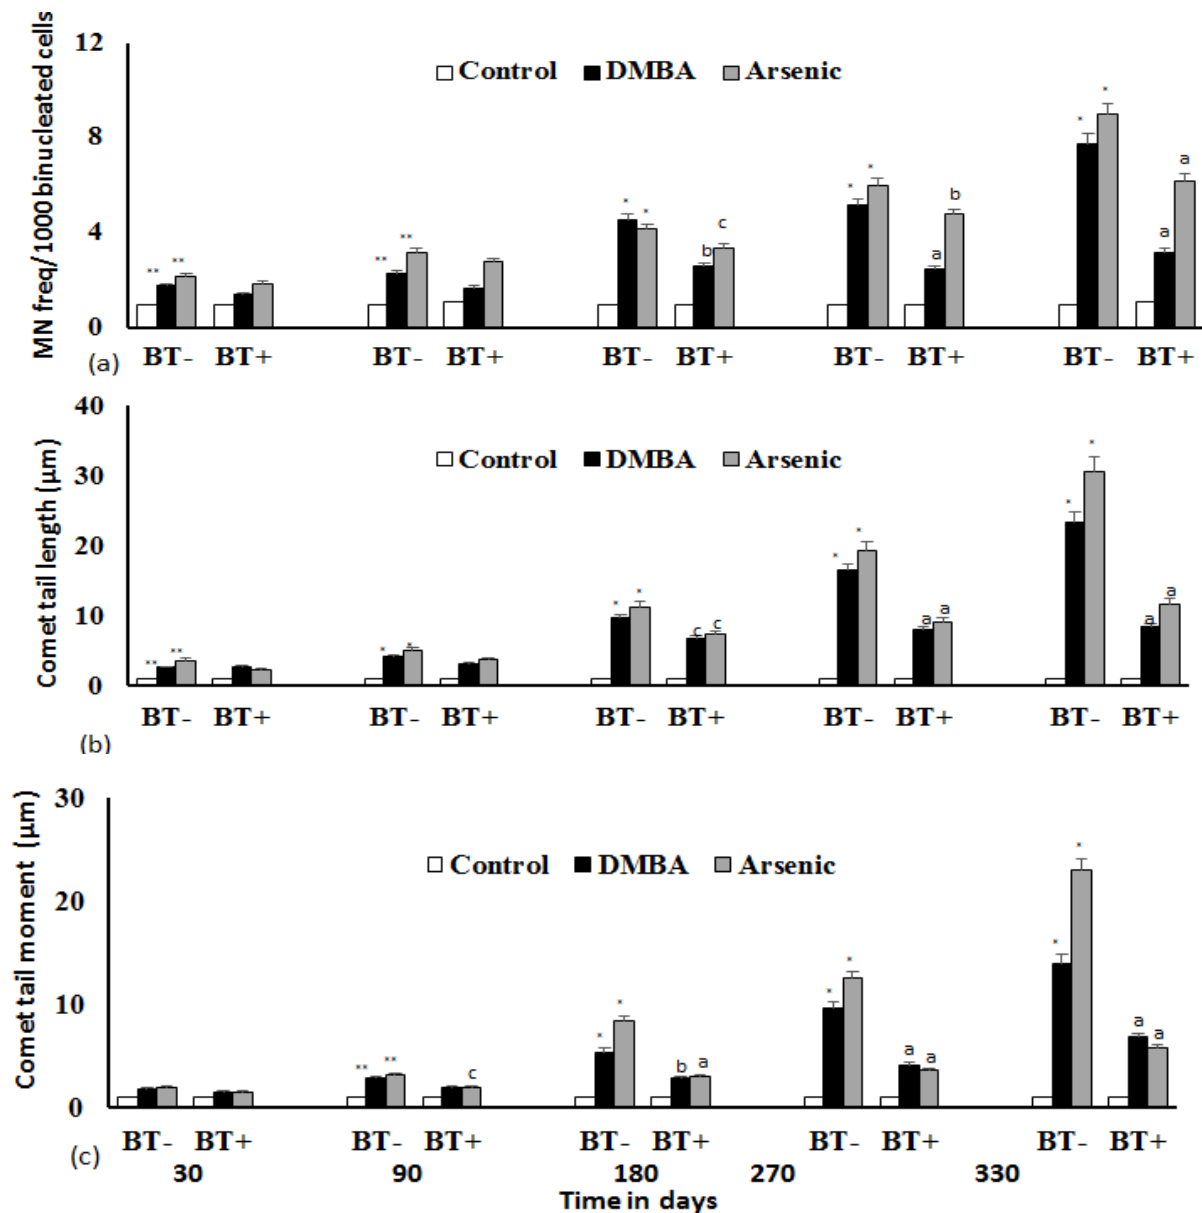 12
Control DMBA Arsenic
MN freq/1000 binucleated cells
8
4
0
** ** ** ** * * b c * * a b * * a a
(a) BT- BT+ BT- BT+ BT- BT+ BT- BT+ BT- BT+
40
Control DMBA Arsenic
Comet tail length (µm)
30
20
10
0
** ** * * * * c c * * a a * * a a
BT- BT+ BT- BT+ BT- BT+ BT- BT+ BT- BT+
(b)
30
Control DMBA Arsenic
Comet tail moment (µm)
20
10
0
** ** c * * b a * * a a * * a a
(c) BT- BT+ BT- BT+ BT- BT+ BT- BT+ BT- BT+
30 90 180 270 330
Time in days